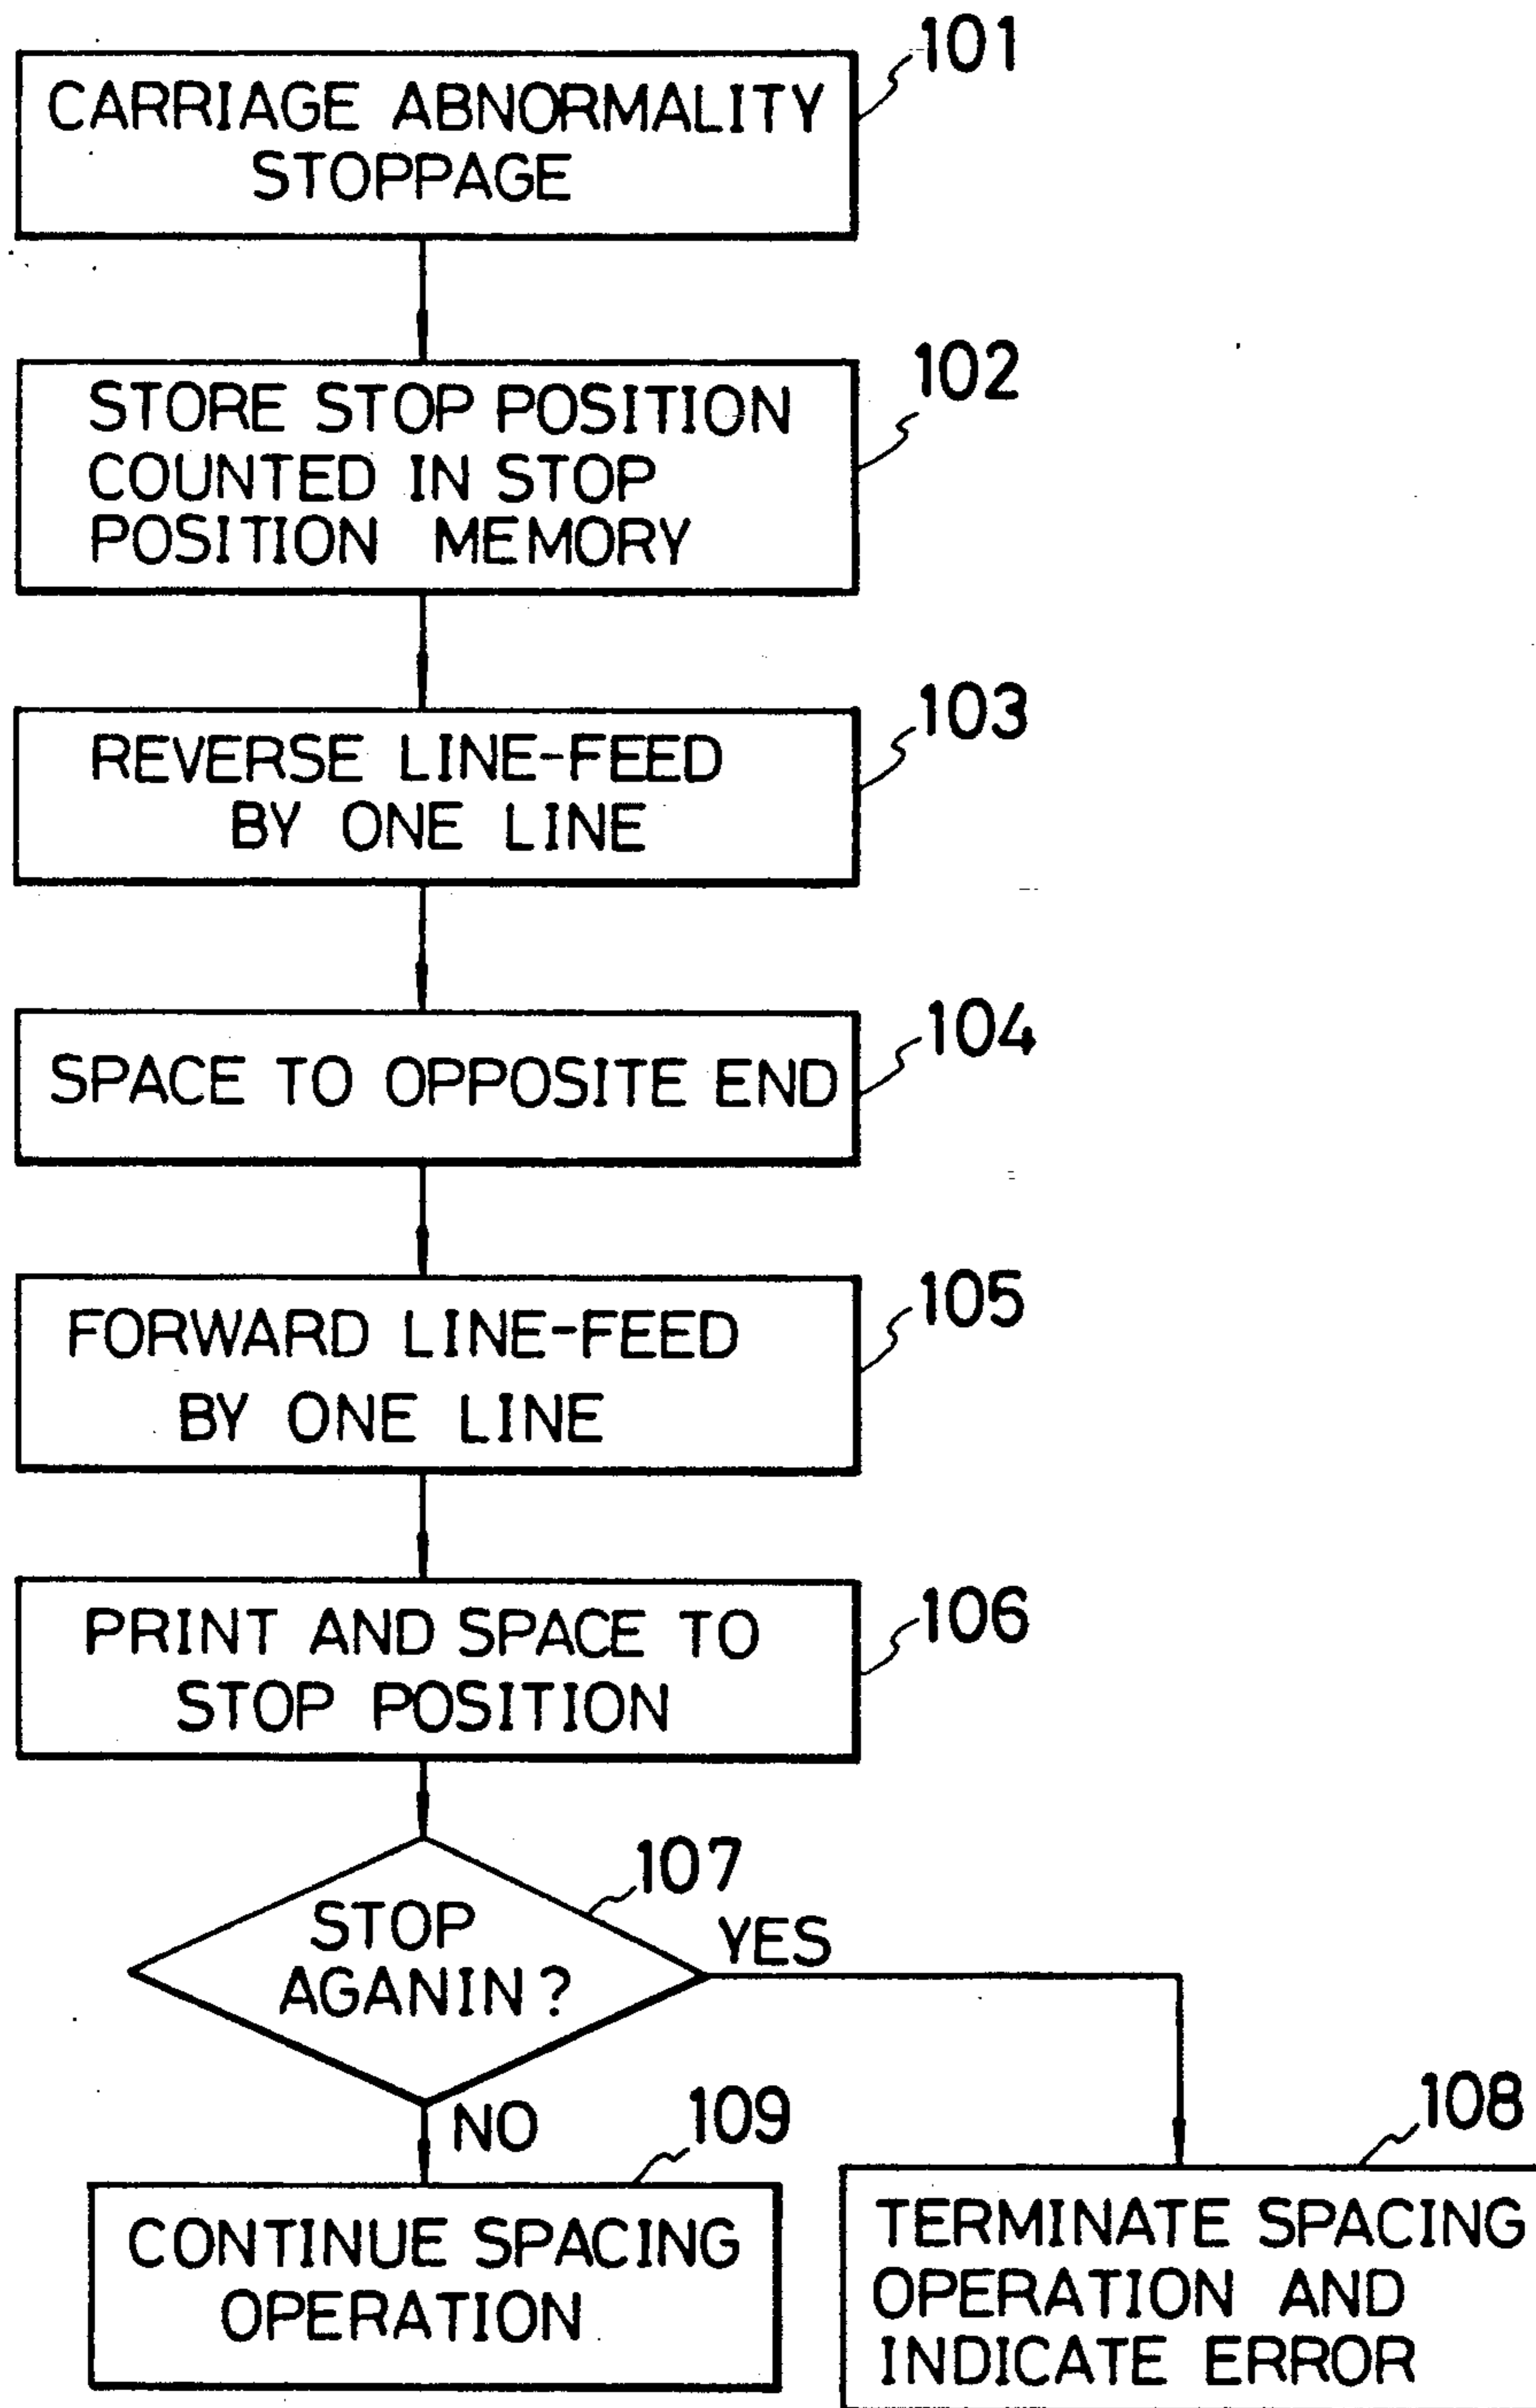 101
CARRIAGE ABNORMALITY
STOPPAGE
102
STORE STOP POSITION
COUNTED IN STOP
POSITION MEMORY
103
REVERSE LINE-FEED
BY ONE LINE
104
SPACE TO OPPOSITE END
105
FORWARD LINE-FEED
BY ONE LINE
106
PRINT AND SPACE TO
STOP POSITION
107
STOP
AGANIN?
YES
NO
109
CONTINUE SPACING
OPERATION
108
TERMINATE SPACING
OPERATION AND
INDICATE ERROR